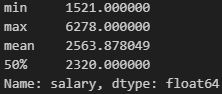 min     1521.000000
max     6278.000000
mean    2563.878049
50%     2320.000000
Name: salary, dtype: float64